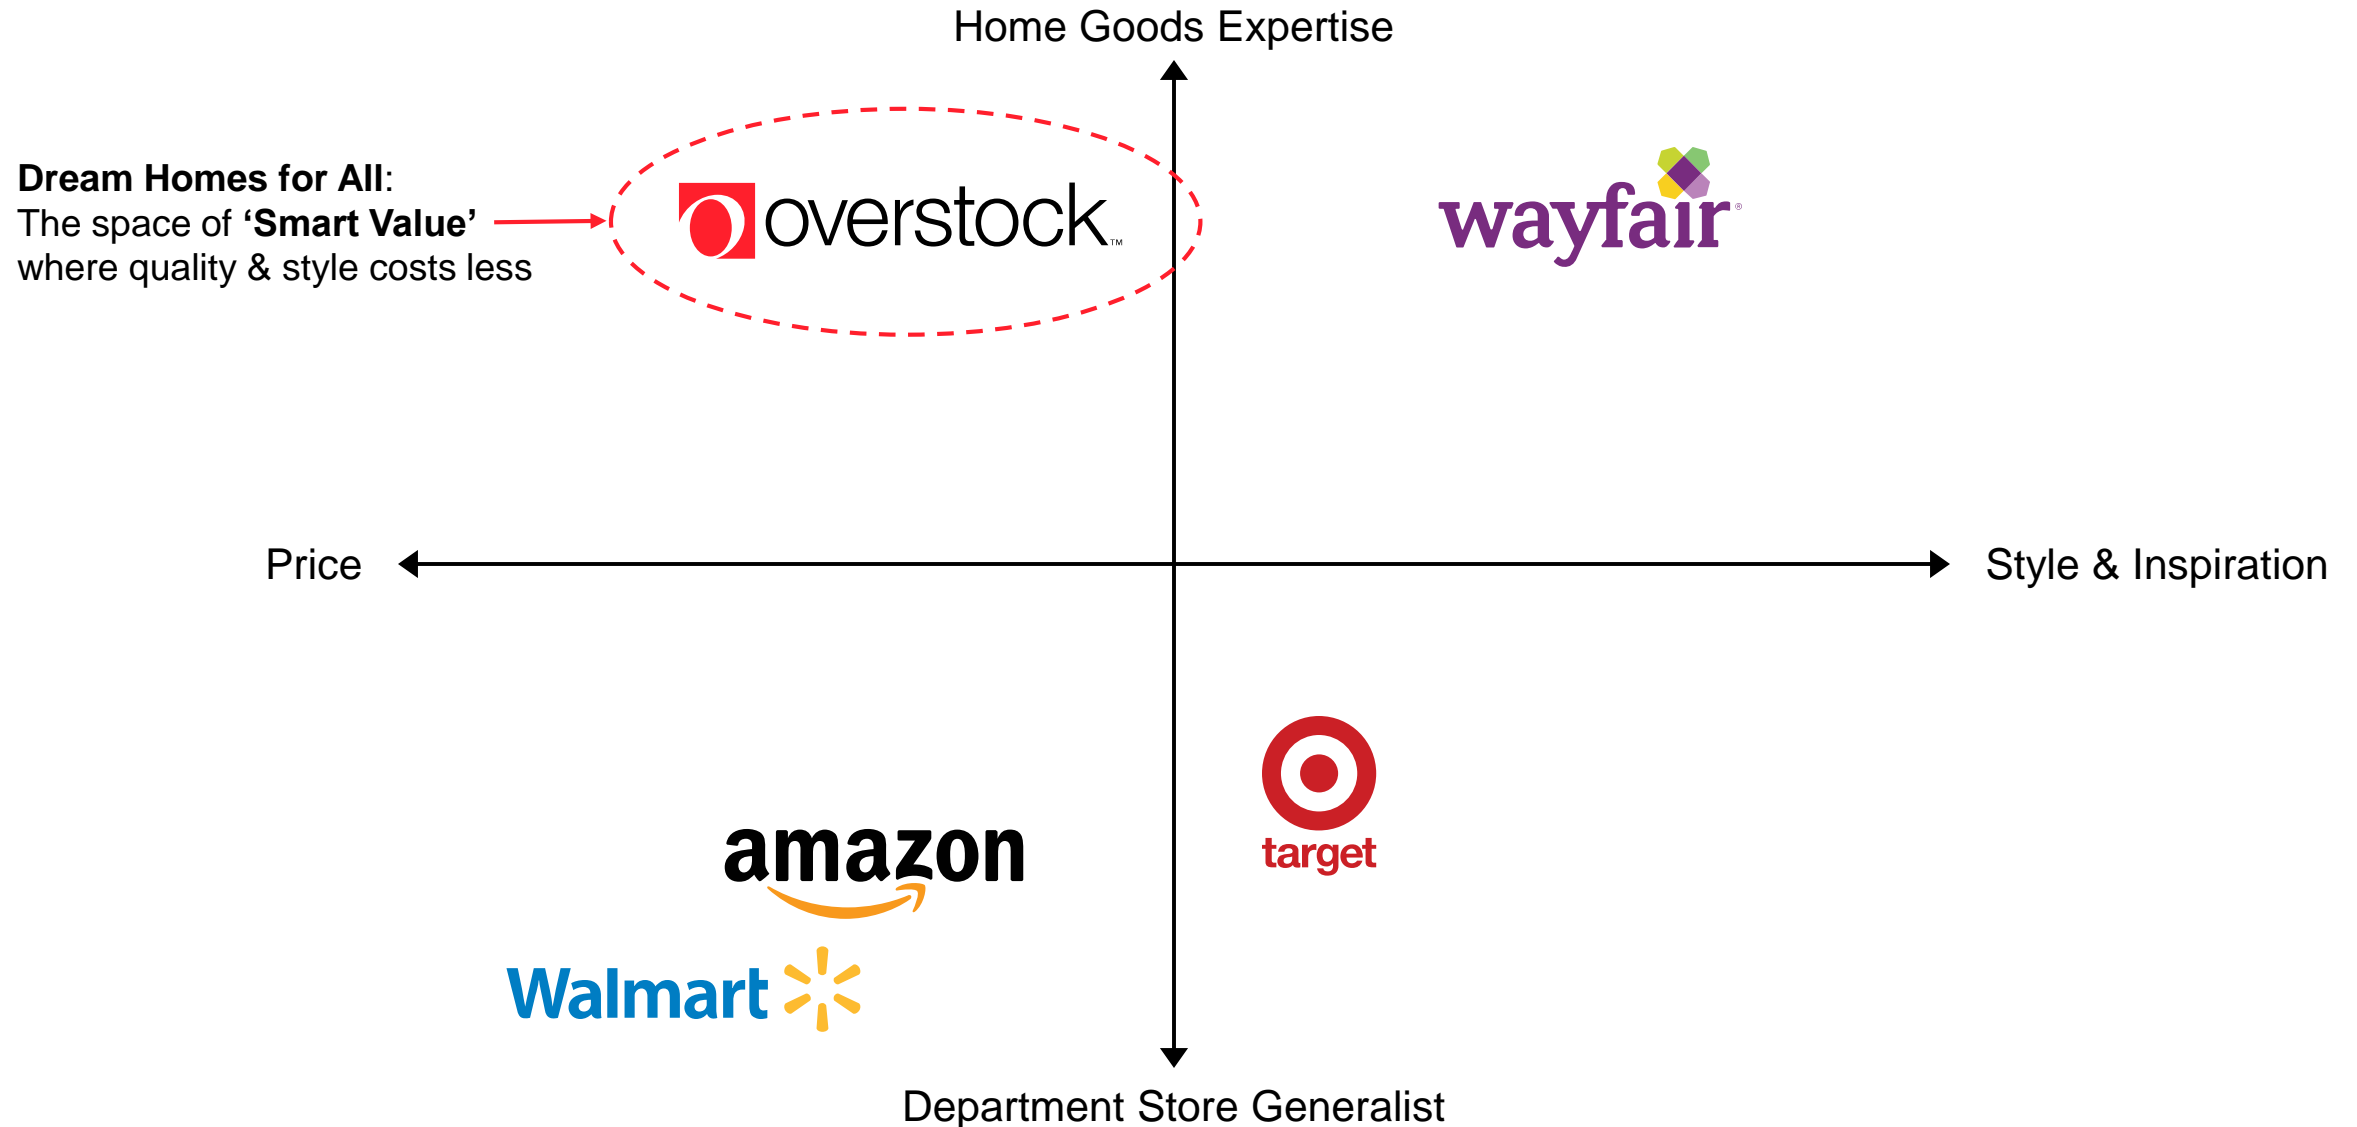 Home Goods Expertise
Dream Homes for All:
The space of ‘Smart Value’
where quality & style costs less
overstock™
wayfair®
Price
Style & Inspiration
target
amazon
Walmart
Department Store Generalist